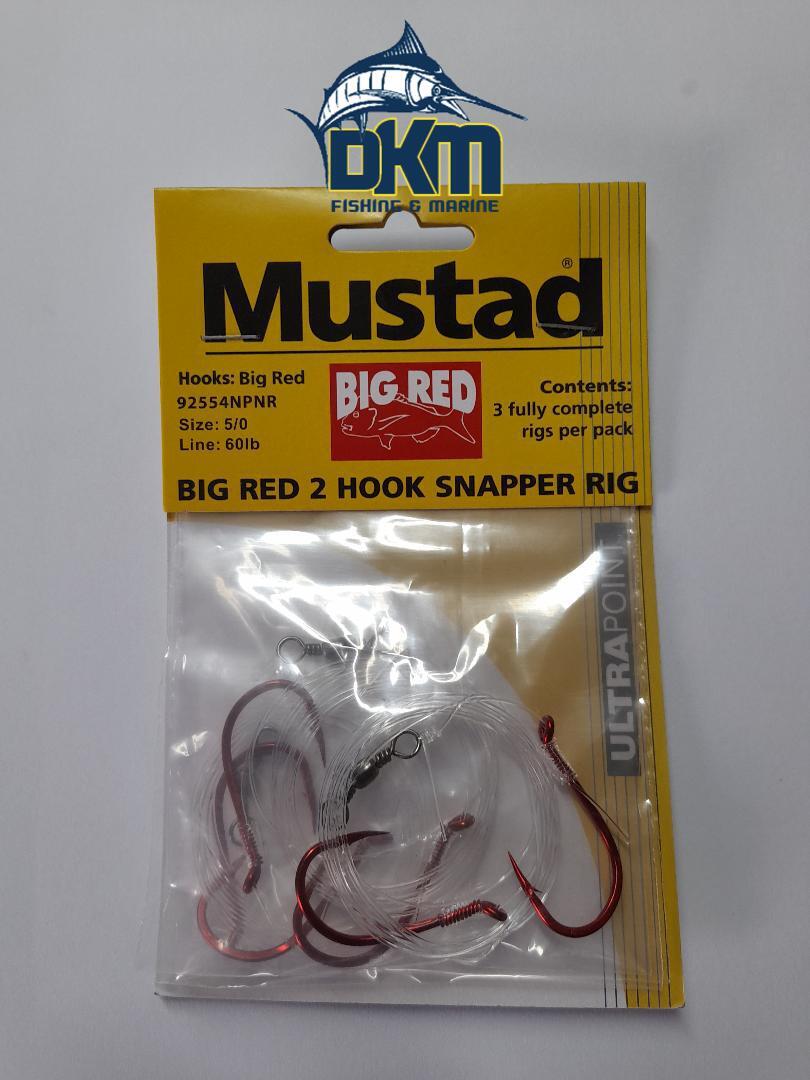 DKM
FISHING & MARINE
Mustad®
Hooks: Big Red
92554NPNR
Size: 5/0
Line: 60lb
BIG RED
Contents:
3 fully complete
rigs per pack
BIG RED 2 HOOK SNAPPER RIG
ULTRAPOINT